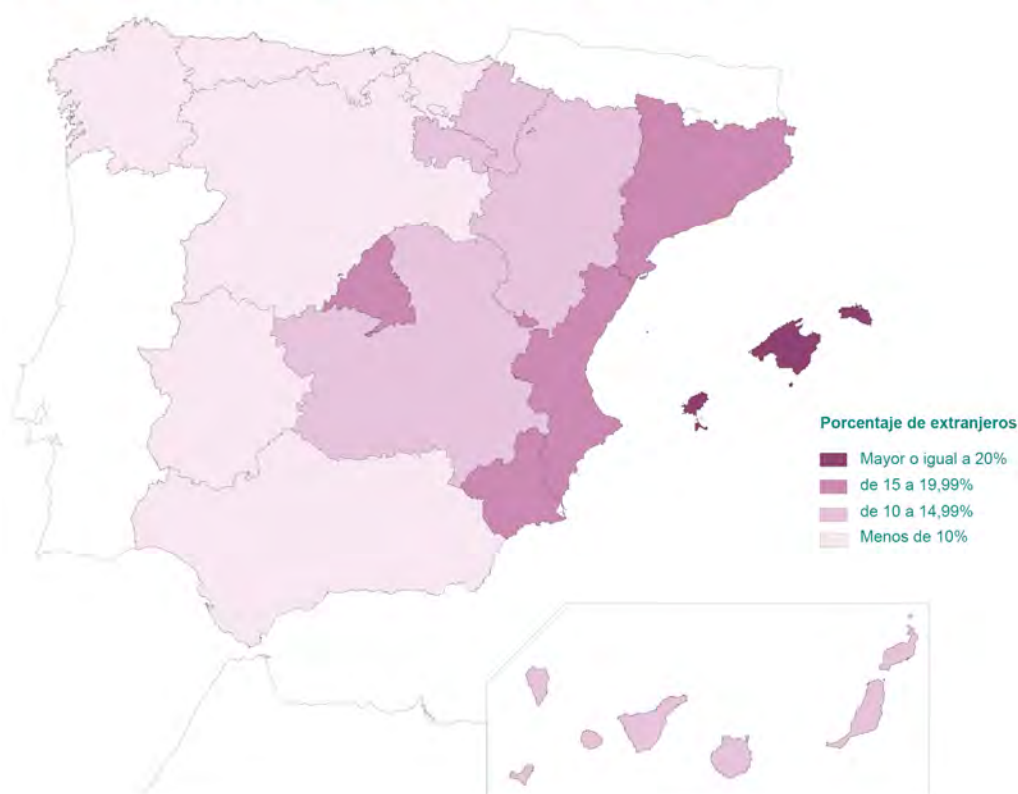 Porcentaje de extranjeros
Mayor o igual a 20%
de 15 a 19,99%
de 10 a 14,99%
Menos de 10%